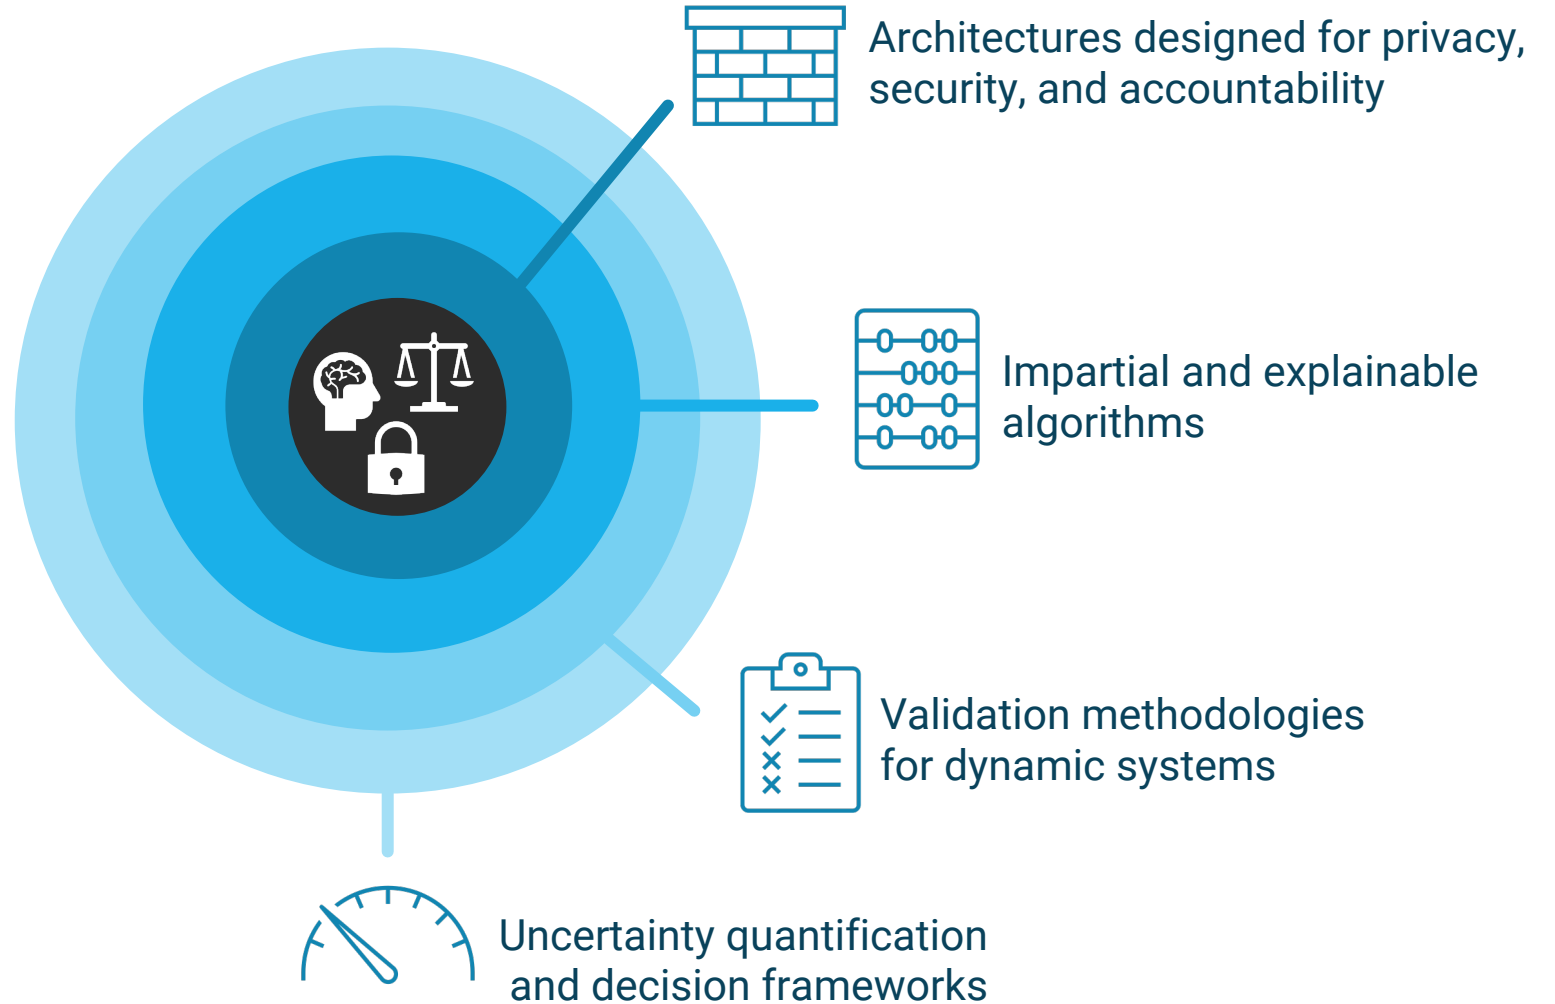 Architectures designed for privacy,
security, and accountability
Impartial and explainable
algorithms
Validation methodologies
for dynamic systems
Uncertainty quantification
and decision frameworks